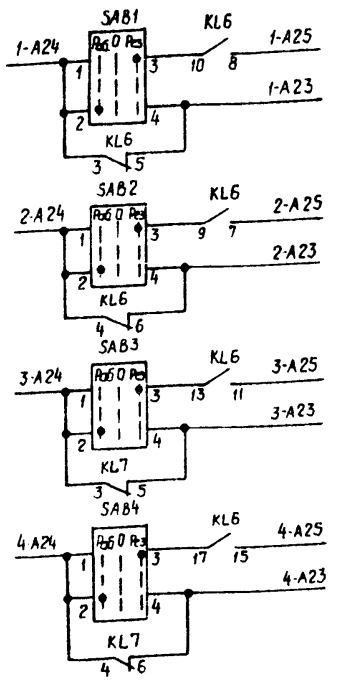 SAB1
KL6
1-A24
Раб 0 Рез
1-A25
1 3 10 8
1-A23
2 4
KL6
3 5
SAB2
KL6
2-A24
Раб 0 Рез
2-A25
1 3 9 7
2-A23
2 4
KL6
4 6
SAB3
KL6
3-A24
Раб 0 Рез
3-A25
1 3 13 11
3-A23
2 4
KL7
3 5
SAB4
KL6
4-A24
Раб 0 Рез
4-A25
1 3 17 15
4-A23
2 4
KL7
4 6